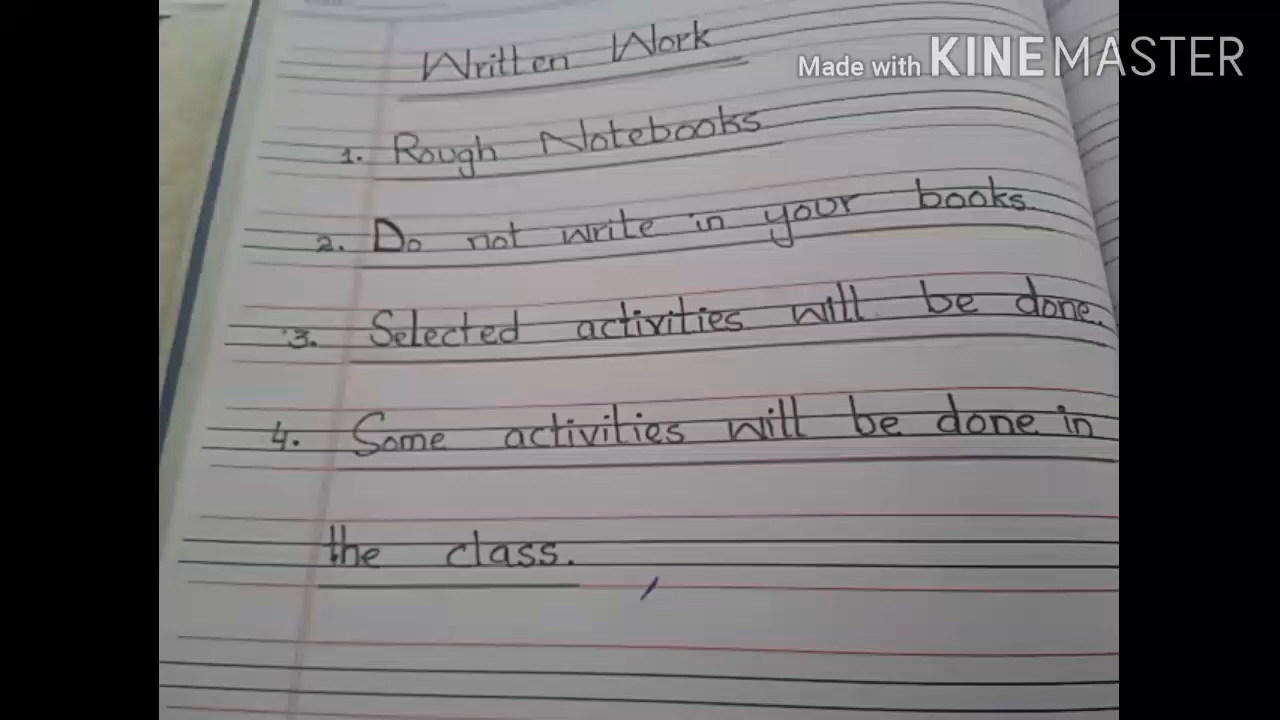 Written Work
Made with KINEMASTER
1. Rough Notebooks
2. Do not write in your books.
3. Selected activities will be done.
4. Some activities will be done in
the class.